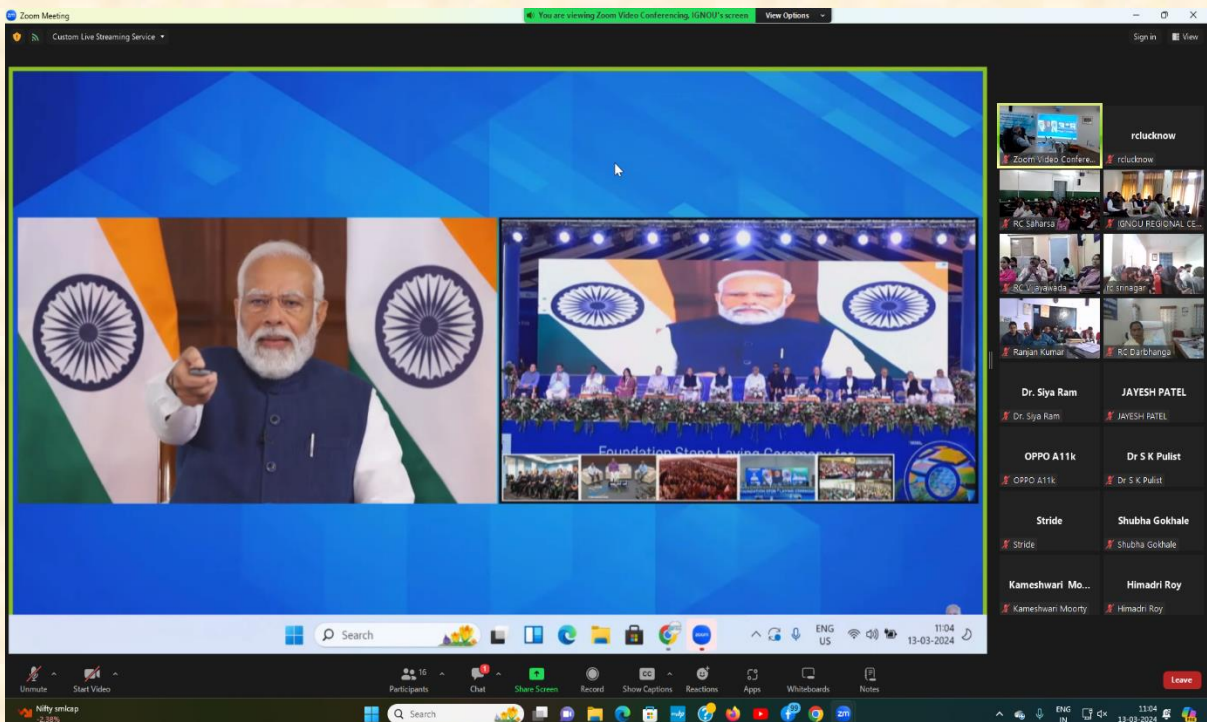 Zoom Meeting
You are viewing Zoom Video Conferencing, IGNOU's screen
View Options
Custom Live Streaming Service
Sign in
View
Zoom Video Confere...
rclucknow
rclucknow
RC Saharsa
IGNOU REGIONAL CE...
RC Vijayawada
rc srinagar
Ranjan Kumar
RC Darbhanga
Dr. Siya Ram
Dr. Siya Ram
JAYESH PATEL
JAYESH PATEL
OPPO A11k
OPPO A11k
Dr S K Pulist
Dr S K Pulist
Stride
Stride
Shubha Gokhale
Shubha Gokhale
Kameshwari Mo...
Kameshwari Moorty
Himadri Roy
Himadri Roy
Foundation Stone Laying Ceremony for
Search
ENG
US
11:04
13-03-2024
Unmute
Start Video
16
Participants
1
Chat
Share Screen
Record
CC
Show Captions
Reactions
Apps
Whiteboards
Notes
Leave
Nifty smlcap
-2.38%
Search
99
zm
ENG
IN
11:04
13-03-2024